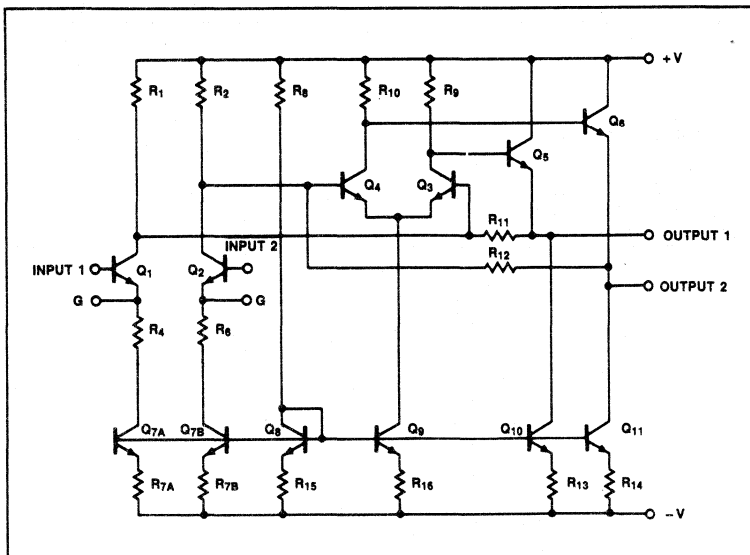 +V
R1 R2 R8 R10 R9
Q6
Q5
Q4 Q3
R11
OUTPUT 1
INPUT 2
R12
INPUT 1 Q1 Q2
OUTPUT 2
G G
R4 R6
Q7A Q7B Q8 Q9 Q10 Q11
R7A R7B R15 R16 R13 R14
−V